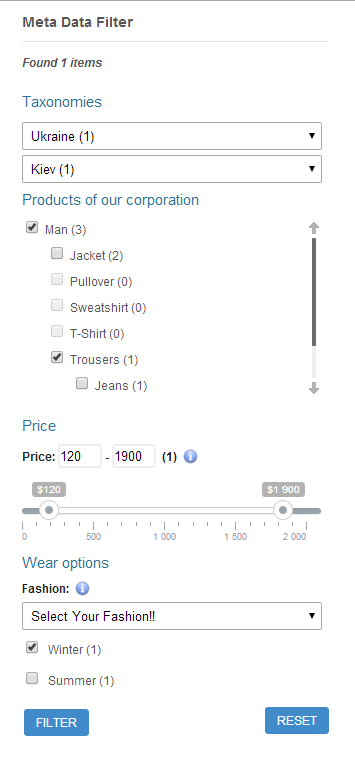 Meta Data Filter
Found 1 items
Taxonomies
Ukraine (1)
Kiev (1)
Products of our corporation
Man (3)
Jacket (2)
Pullover (0)
Sweatshirt (0)
T-Shirt (0)
Trousers (1)
Jeans (1)
Price
Price: 120 - 1900 (1)
$120 $1 900
0 500 1 000 1 500 2 000
Wear options
Fashion:
Select Your Fashion!!
Winter (1)
Summer (1)
FILTER RESET